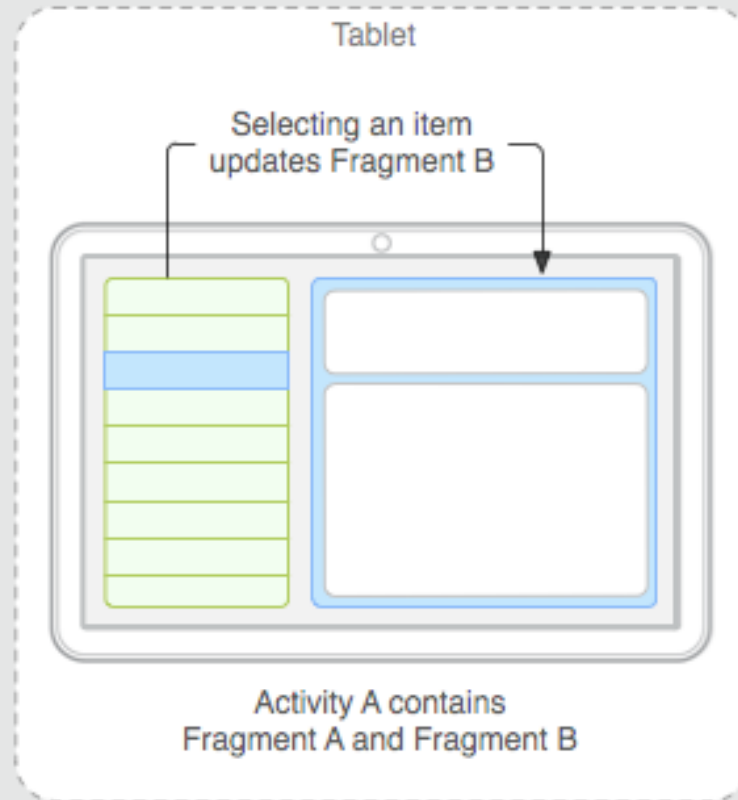 Tablet
Selecting an item
updates Fragment B
Activity A contains
Fragment A and Fragment B